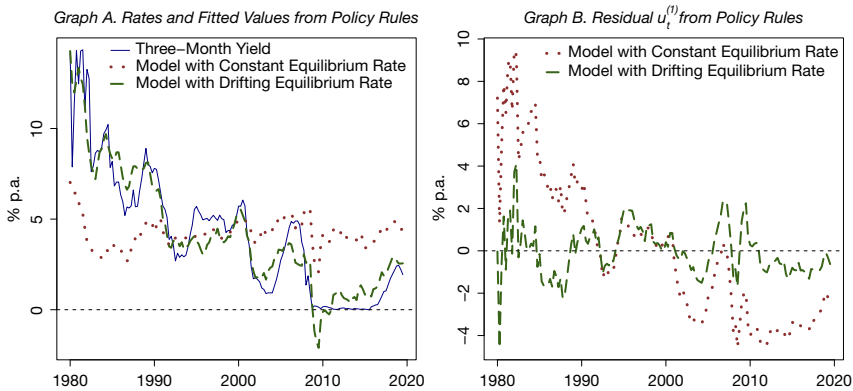 Graph A. Rates and Fitted Values from Policy Rules
Three−Month Yield
Model with Constant Equilibrium Rate
Model with Drifting Equilibrium Rate
% p.a.
10
5
0
1980 1990 2000 2010 2020
Graph B. Residual u_t^(1) from Policy Rules
Model with Constant Equilibrium Rate
Model with Drifting Equilibrium Rate
% p.a.
10
8
6
4
2
0
−2
−4
1980 1990 2000 2010 2020